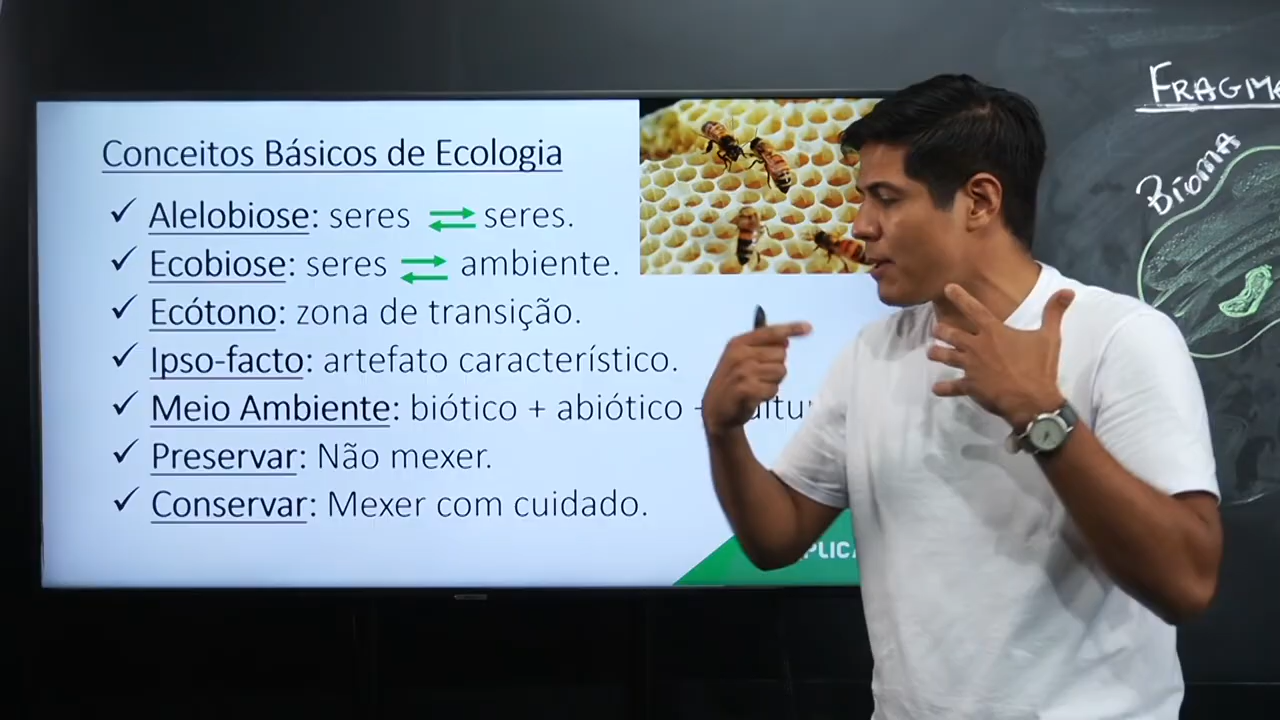 Conceitos Básicos de Ecologia
✓ Alelobiose: seres ⇄ seres.
✓ Ecobiose: seres ⇄ ambiente.
✓ Ecótono: zona de transição.
✓ Ipso-facto: artefato característico.
✓ Meio Ambiente: biótico + abiótico
✓ Preservar: Não mexer.
✓ Conservar: Mexer com cuidado.
BIOMA